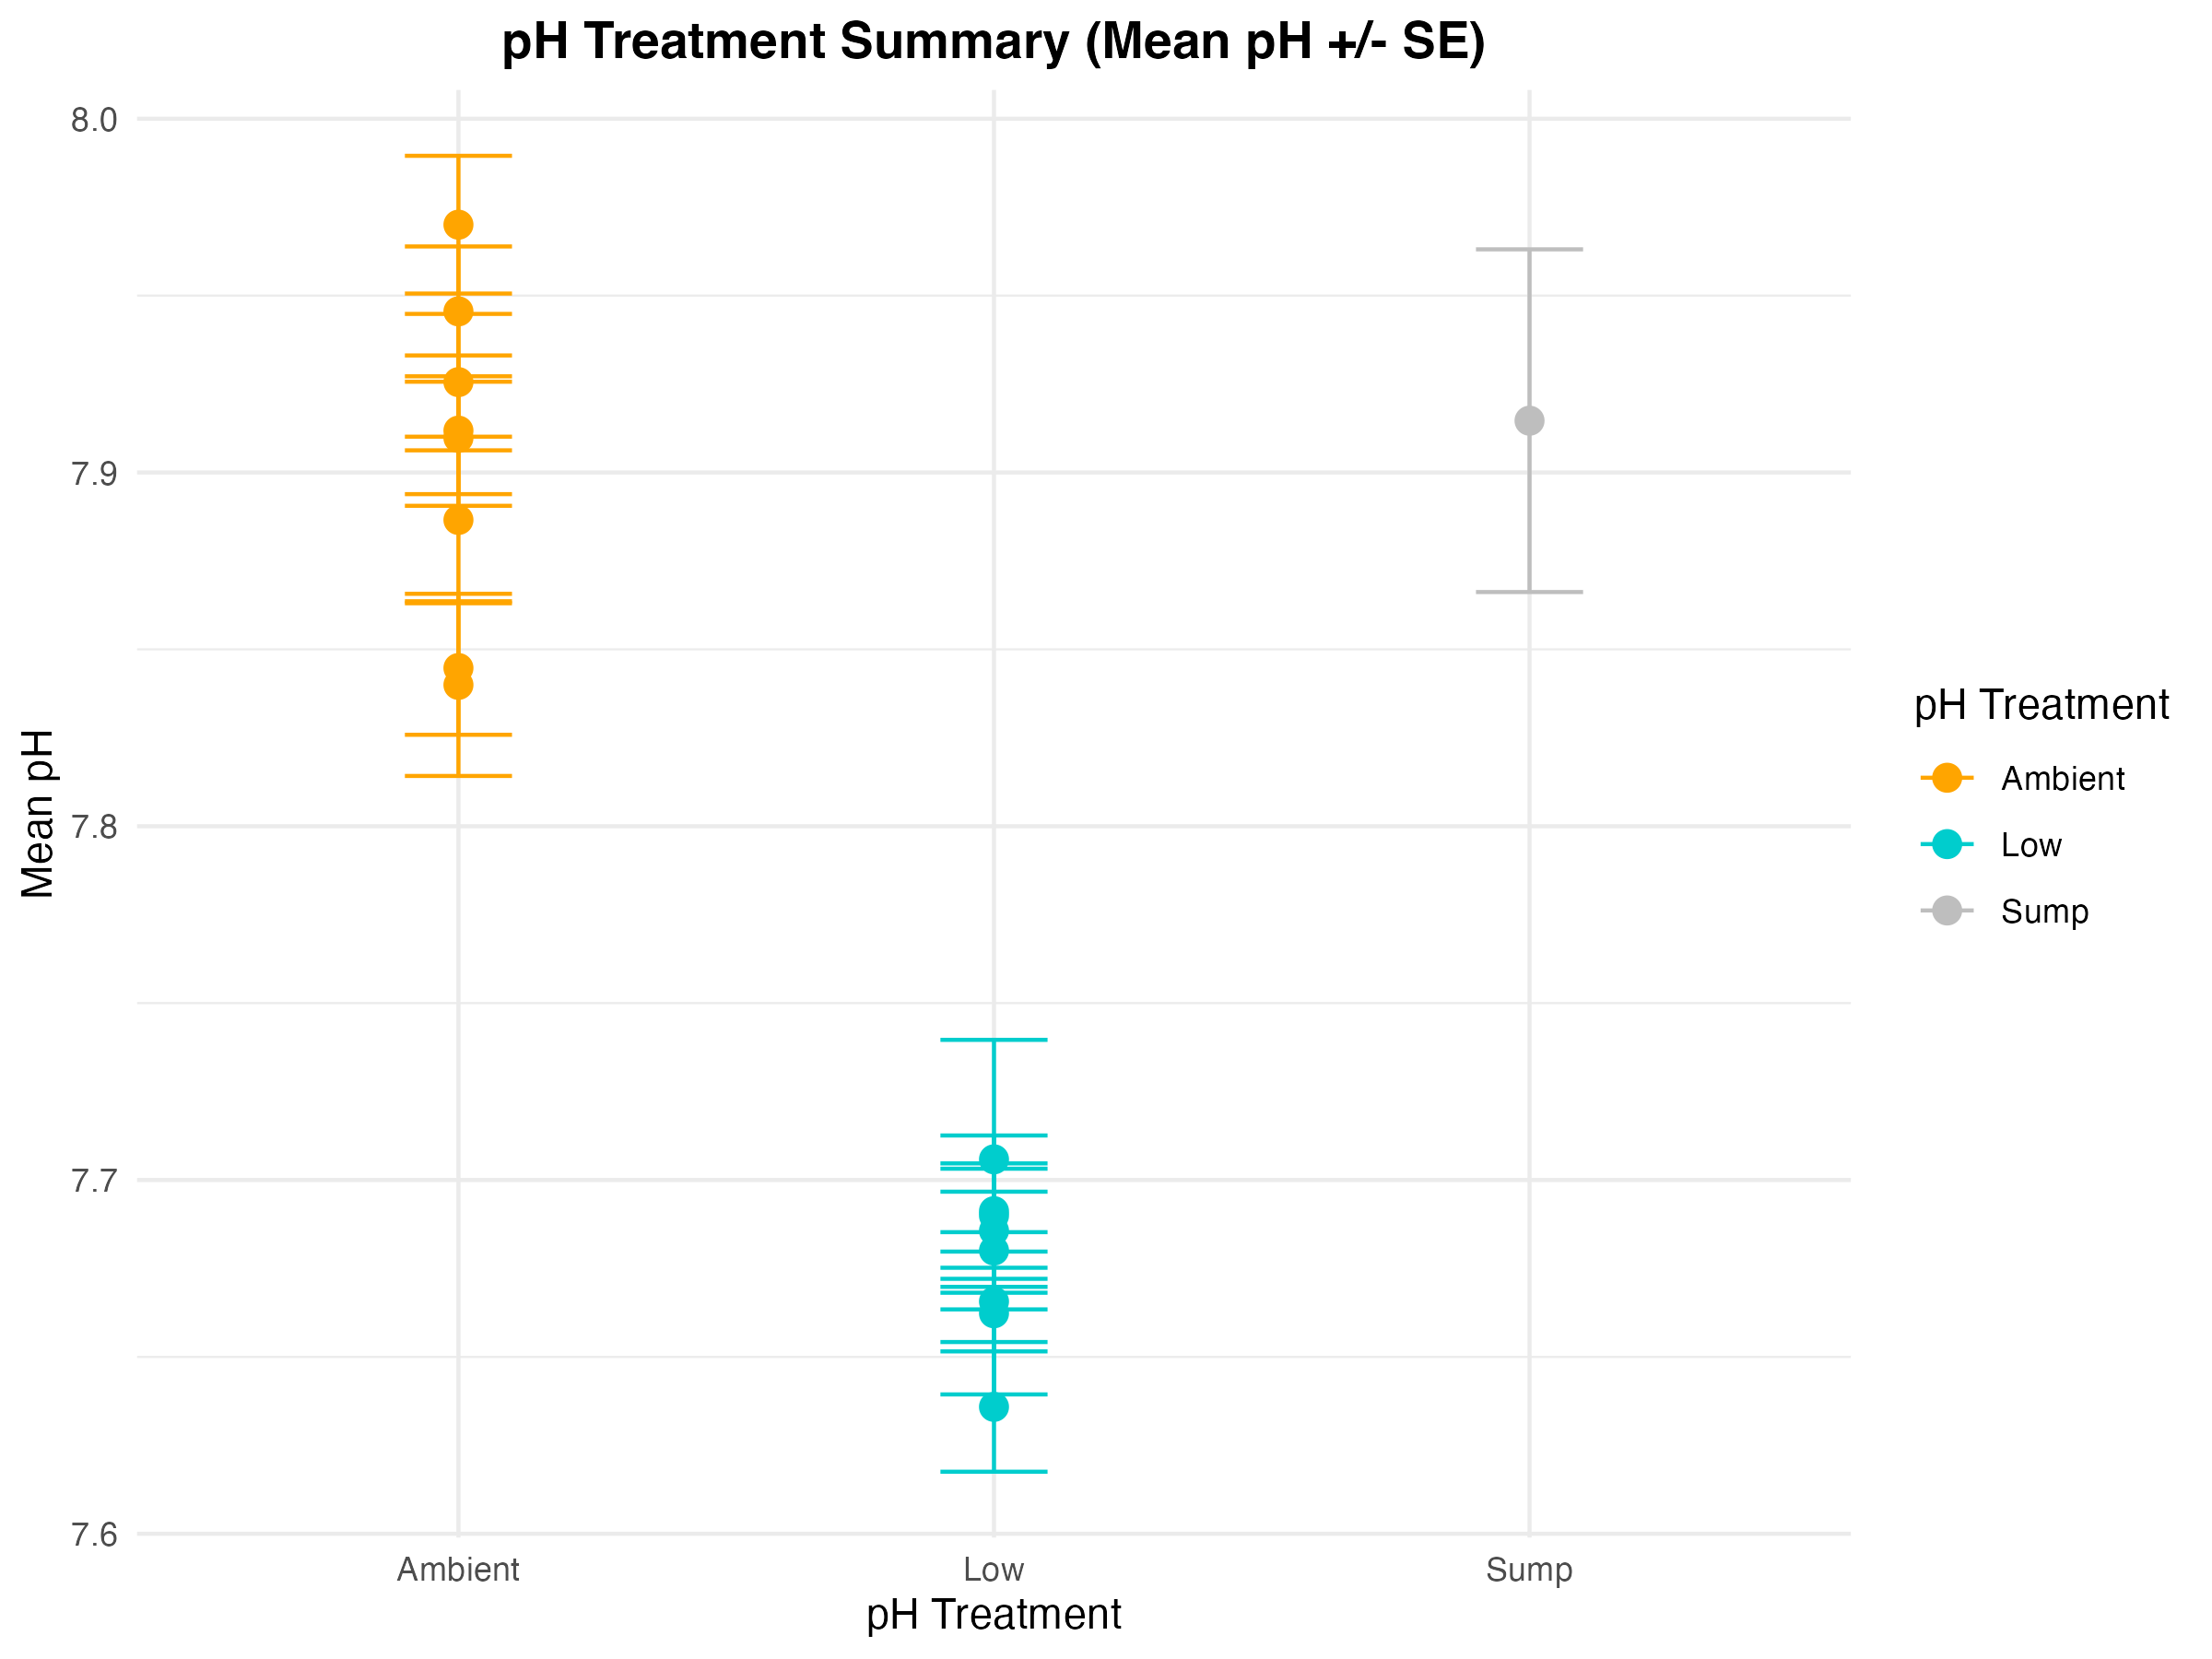 pH Treatment Summary (Mean pH +/- SE)
Mean pH
8.0
7.9
7.8
7.7
7.6
Ambient
Low
Sump
pH Treatment
pH Treatment
Ambient
Low
Sump